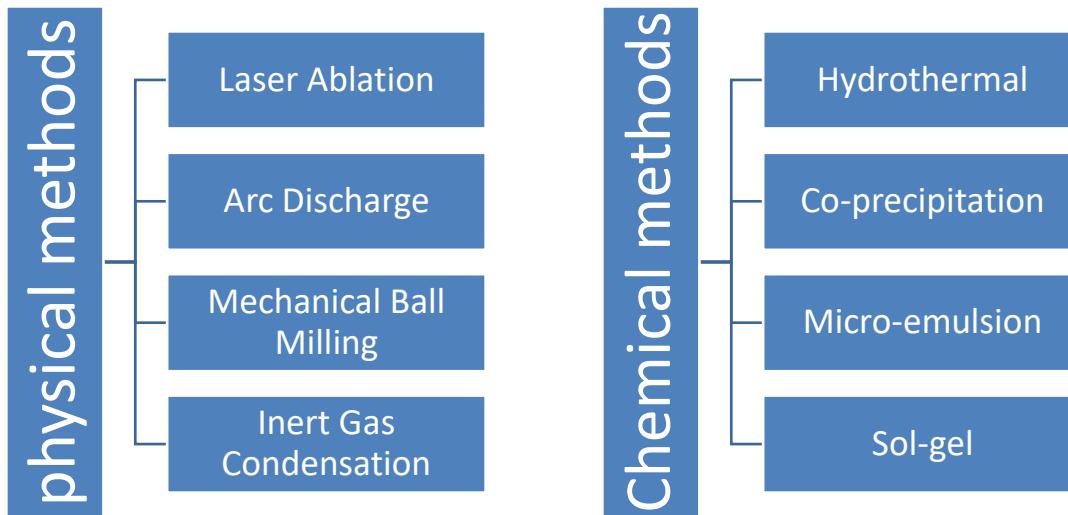 physical methods
Laser Ablation
Arc Discharge
Mechanical Ball
Milling
Inert Gas
Condensation
Chemical methods
Hydrothermal
Co-precipitation
Micro-emulsion
Sol-gel